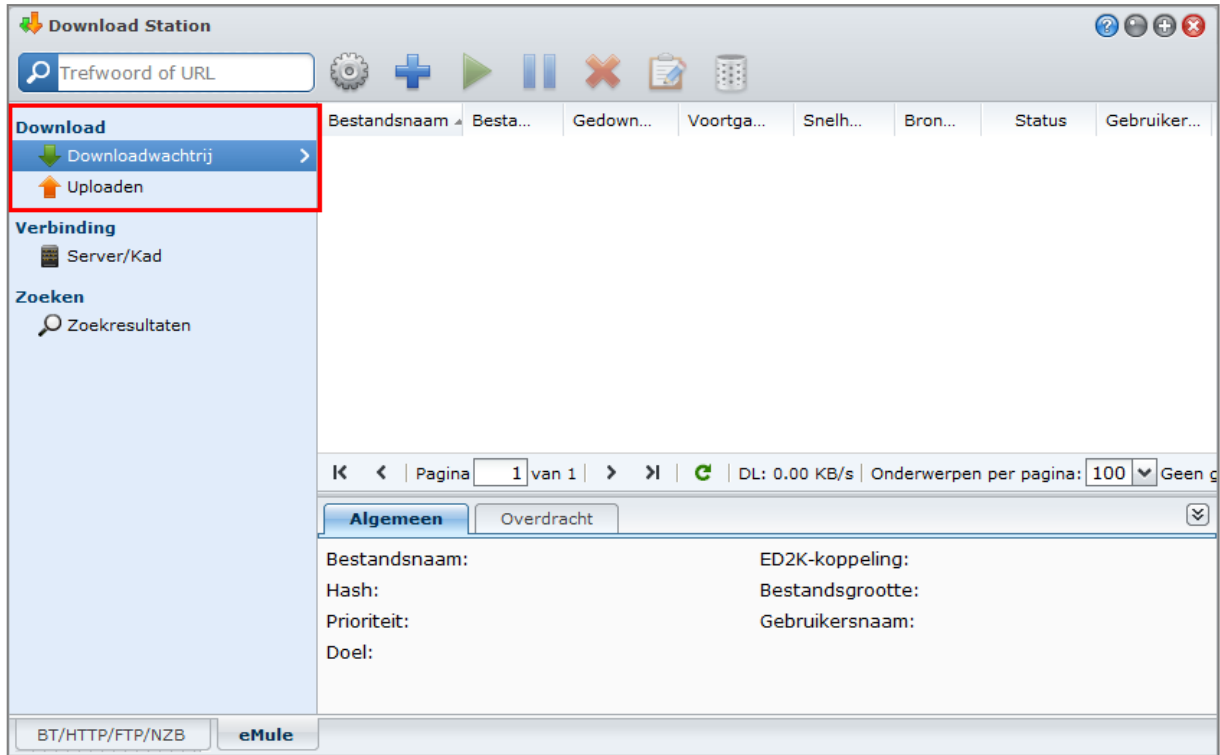 Download Station
Trefwoord of URL
Download
Downloadwachtrij
Uploaden
Verbinding
Server/Kad
Zoeken
Zoekresultaten
Bestandsnaam Besta... Gedown... Voortga... Snelh... Bron... Status Gebruiker...
Pagina 1 van 1 DL: 0.00 KB/s Onderwerpen per pagina: 100 Geen
Algemeen Overdracht
Bestandsnaam: ED2K-koppeling:
Hash: Bestandsgrootte:
Prioriteit: Gebruikersnaam:
Doel:
BT/HTTP/FTP/NZB eMule